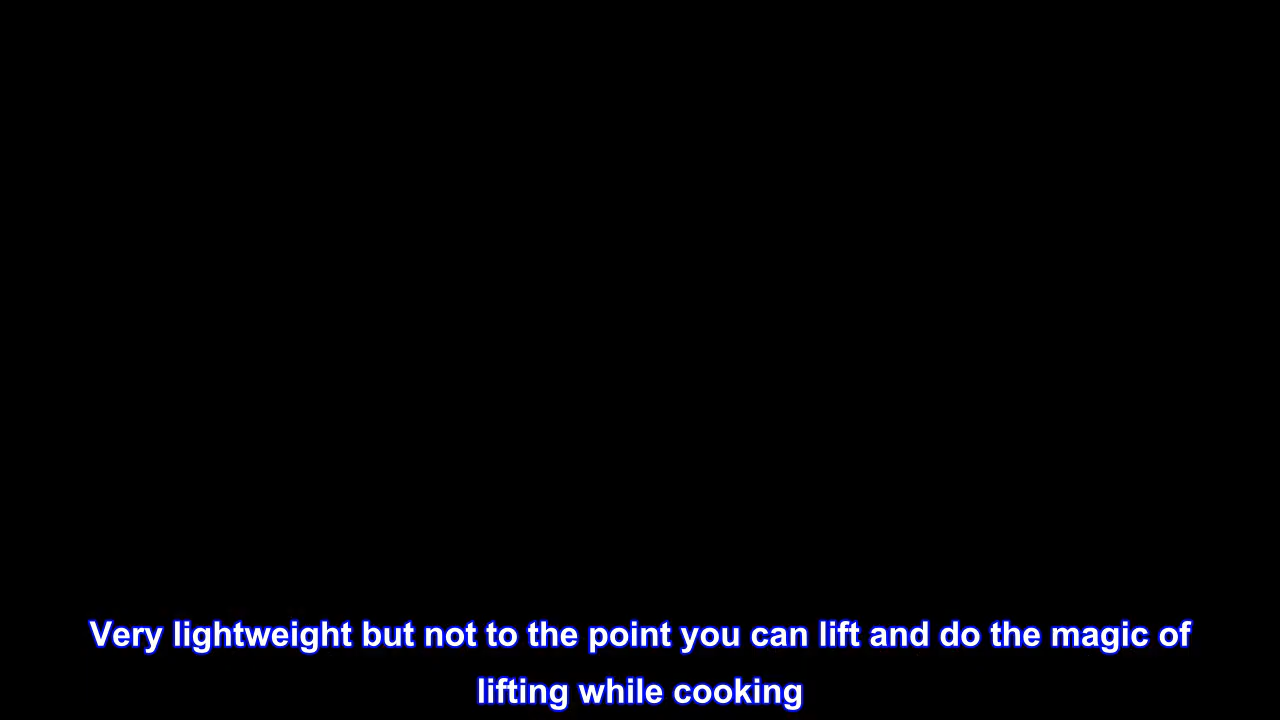 Very lightweight but not to the point you can lift and do the magic of
lifting while cooking